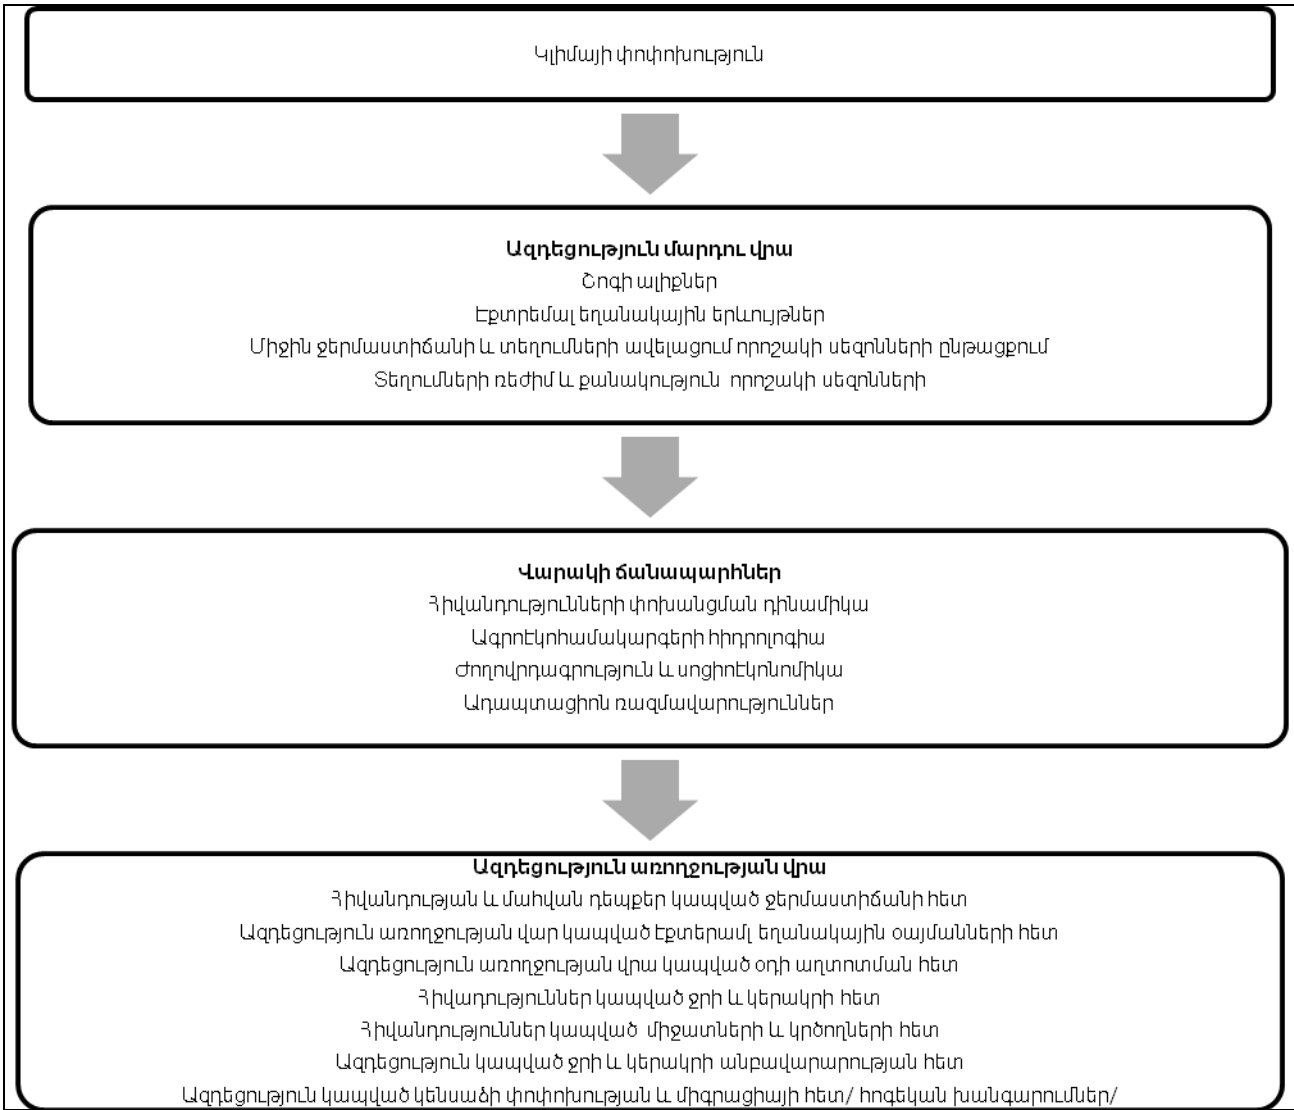 Կլիմայի փոփոխություն
Ազդեցություն մարդու վրա
Շոգի ալիքներ
Էքտրեմալ եղանակային երևույթներ
Միջին ջերմաստիճանի և տեղումների ավելացում որոշակի սեզոնների ընթացքում
Տեղումների ռեժիմ և քանակություն որոշակի սեզոնների
Վարակի ճանապարհներ
Հիվանդությունների փոխանցման դինամիկա
Ագրոէկոհամակարգերի հիդրոլոգիա
Ժողովրդագրություն և սոցիոէկոնոմիկա
Ադապտացիոն ռազմավարություններ
Ազդեցություն առողջության վրա
Հիվանդության և մահվան դեպքեր կապված ջերմաստիճանի հետ
Ազդեցություն առողջության վար կապված էքտերամլ եղանակային օայմանների հետ
Ազդեցություն առողջության վրա կապված օդի աղտոտման հետ
Հիվադություններ կապված ջրի և կերակրի հետ
Հիվանդություններ կապված միջատների և կրծողների հետ
Ազդեցություն կապված ջրի և կերակրի անբավարարության հետ
Ազդեցություն կապված կենսաձի փոփոխության և միգրացիայի հետ/ հոգեկան խանգարումներ/